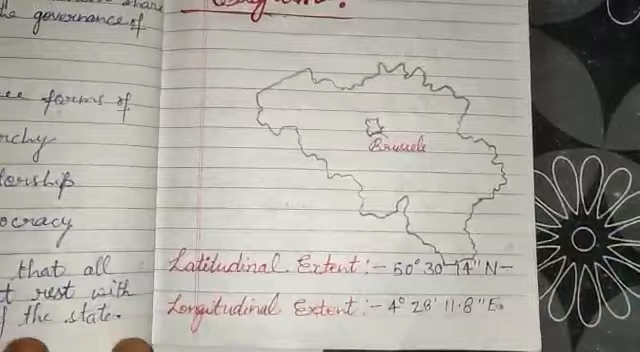 the governance of
forms of
rchy
torship
ocracy
that all
t rest with
f the state.
Brussels
Latitudinal Extent :- 50° 30' 14" N -
Longitudinal Extent :- 4° 28' 11.8" E.